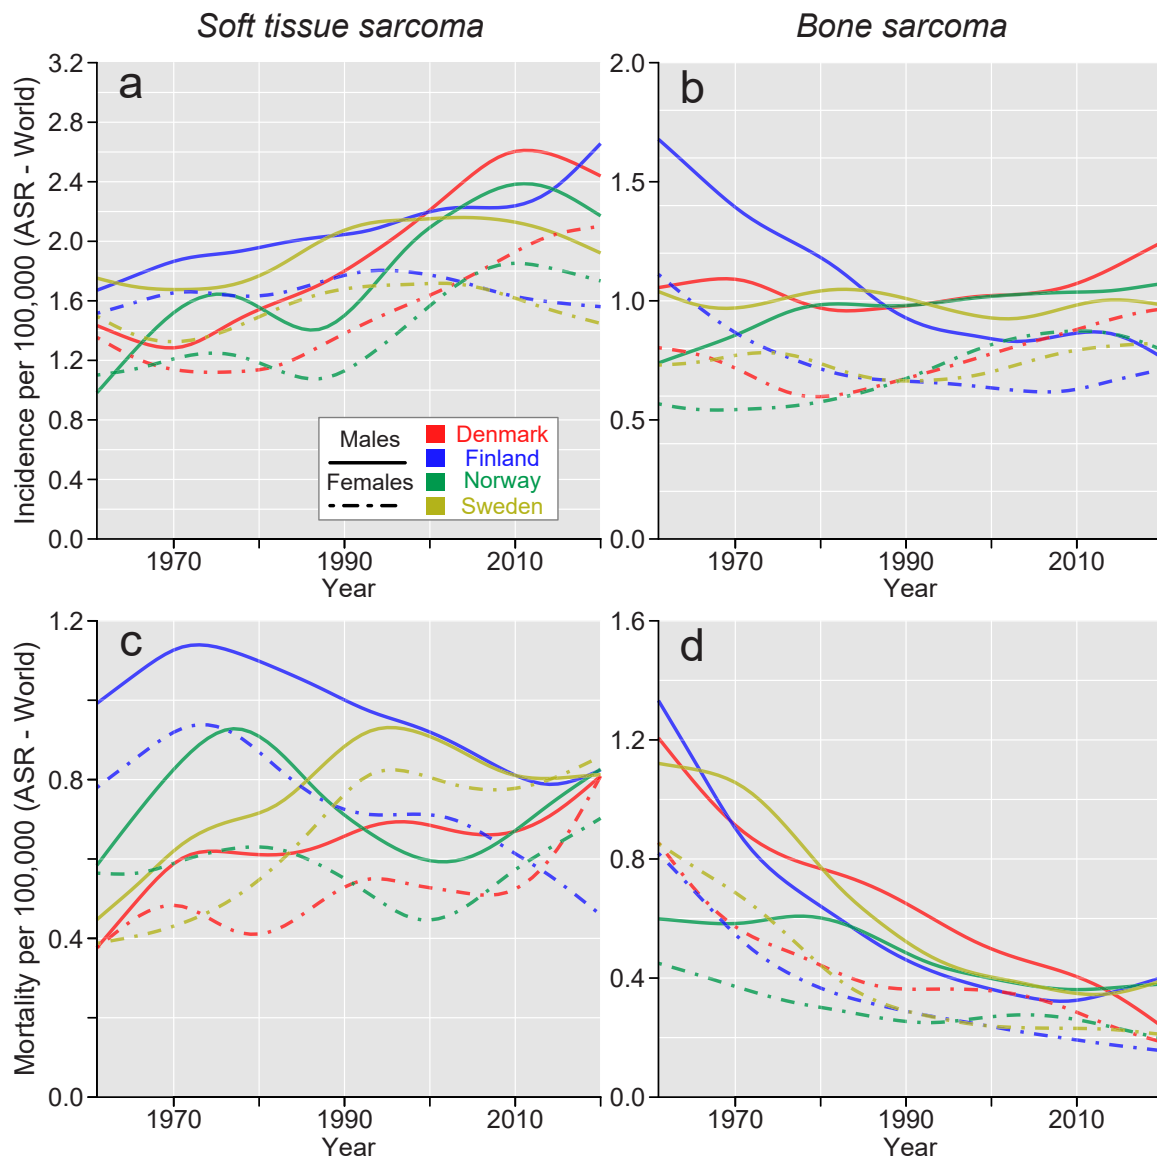 Soft tissue sarcoma
Bone sarcoma
Incidence per 100,000 (ASR - World)
a
3.2
2.8
2.4
2.0
1.6
1.2
0.8
0.4
0.0
Males
Females
Denmark
Finland
Norway
Sweden
1970
1990
2010
Year
b
2.0
1.5
1.0
0.5
0.0
1970
1990
2010
Year
Mortality per 100,000 (ASR - World)
c
1.2
0.8
0.4
0.0
1970
1990
2010
Year
d
1.6
1.2
0.8
0.4
0.0
1970
1990
2010
Year